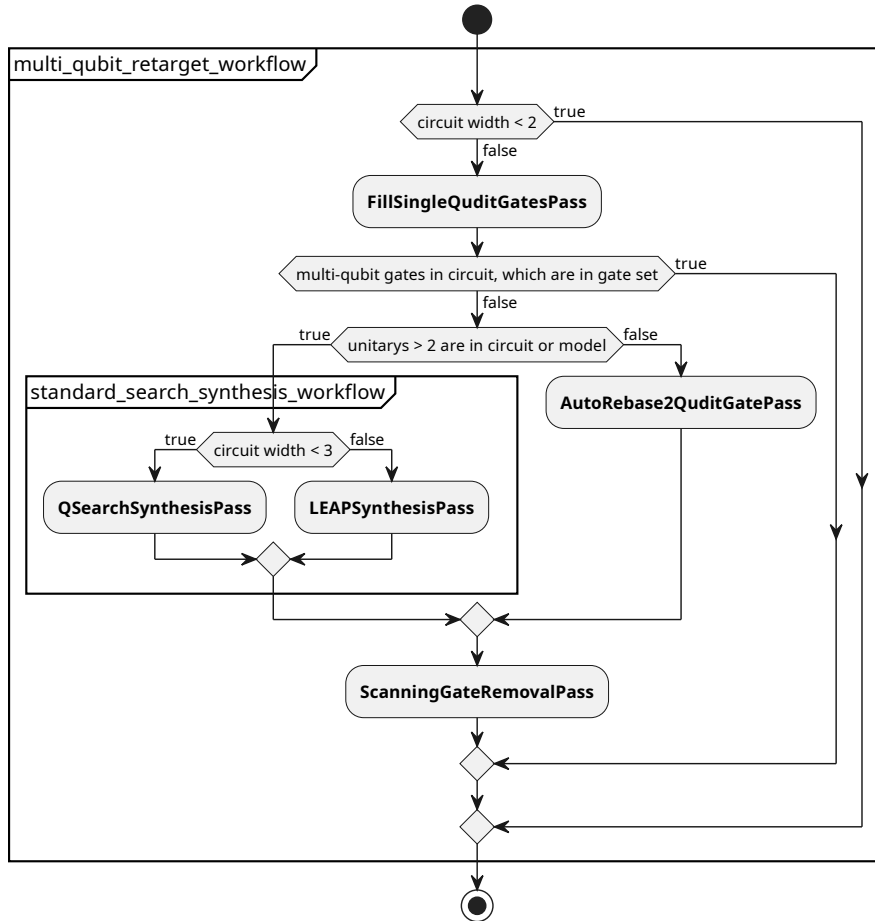 multi_qubit_retarget_workflow
circuit width < 2
true
false
FillSingleQuditGatesPass
multi-qubit gates in circuit, which are in gate set
true
false
true
unitarys > 2 are in circuit or model
false
standard_search_synthesis_workflow
AutoRebase2QuditGatePass
true
circuit width < 3
false
QSearchSynthesisPass
LEAPSynthesisPass
ScanningGateRemovalPass